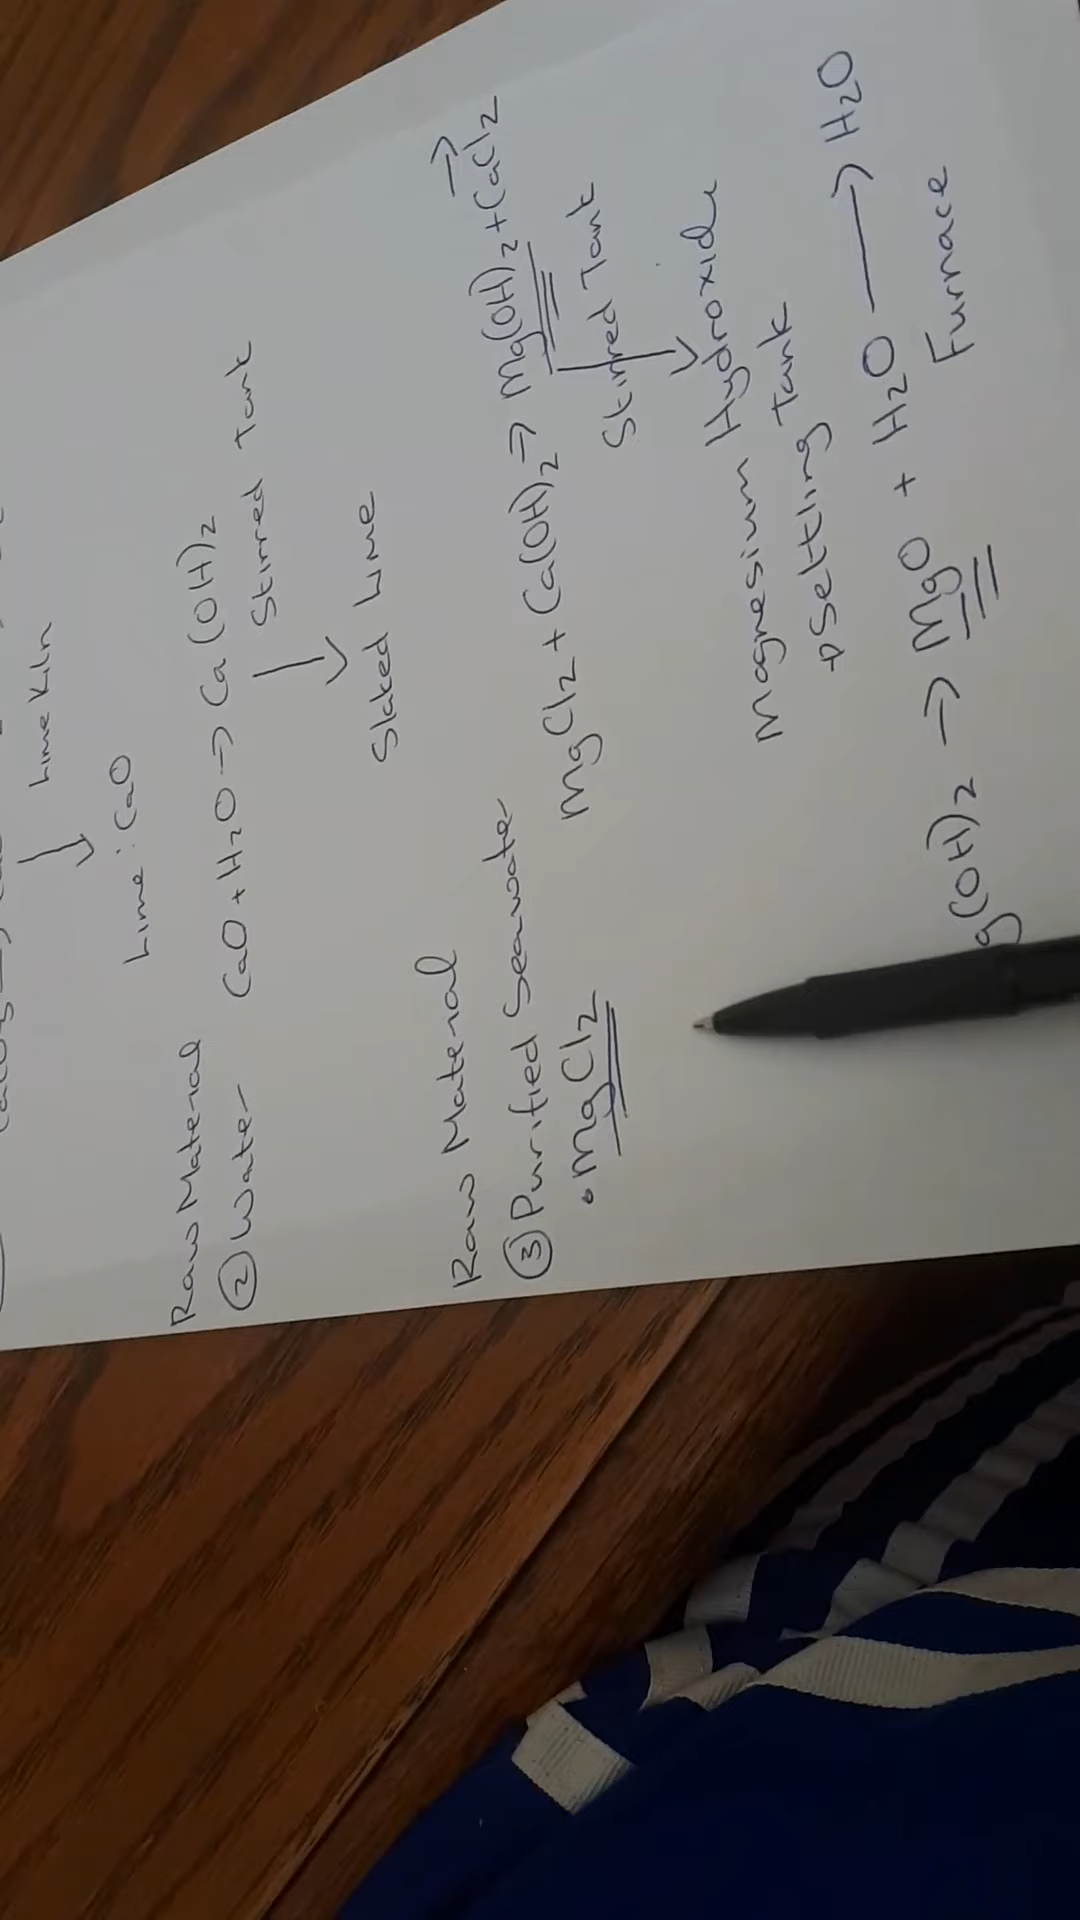 Lime Kiln
Lime : CaO
Raw Material
② Water CaO + H2O → Ca(OH)2
Stirred Tank
Slaked Lime
Raw Material
③ Purified Seawater
• MgCl2
MgCl2 + Ca(OH)2 → Mg(OH)2 + CaCl2
Stirred Tank
Magnesium Hydroxide
Settling Tank
g(OH)2 → MgO + H2O → H2O
Furnace